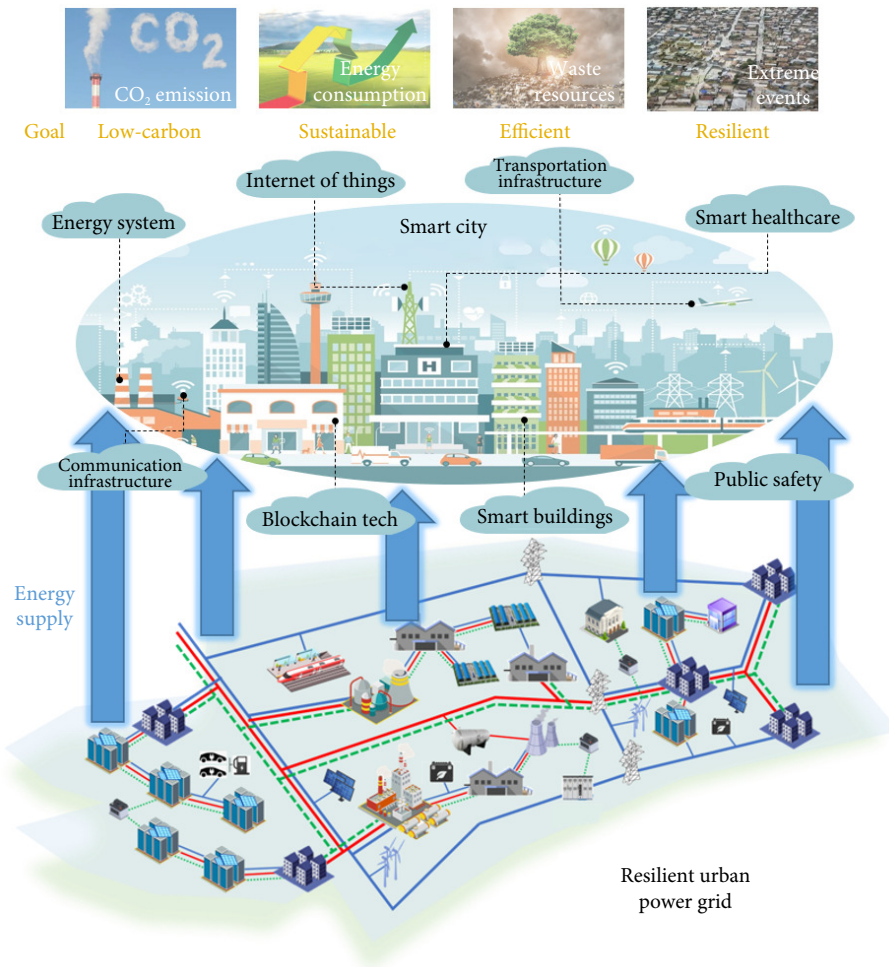 CO2
CO₂ emission
Energy
consumption
Waste
resources
Extreme
events
Goal
Low-carbon
Sustainable
Efficient
Resilient
Internet of things
Transportation
infrastructure
Energy system
Smart city
Smart healthcare
H
Communication
infrastructure
Blockchain tech
Smart buildings
Public safety
Energy
supply
Resilient urban
power grid